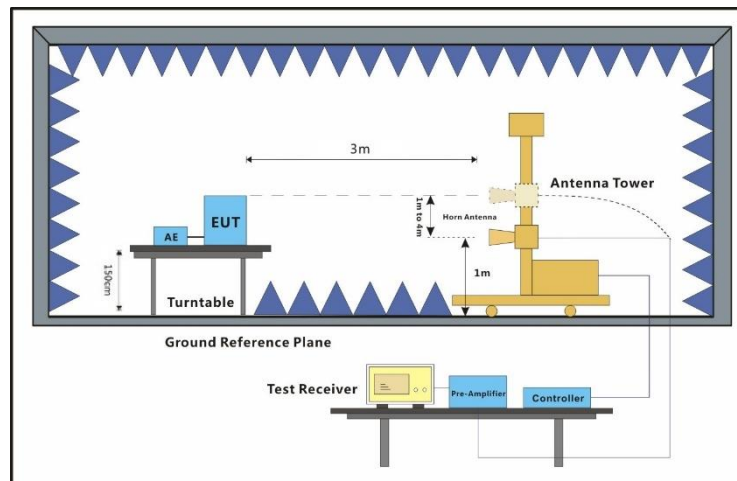 3m
Antenna Tower
1m to 4m
Horn Antenna
EUT
AE
1m
150cm
Turntable
Ground Reference Plane
Test Receiver
Pre-Amplifier
Controller